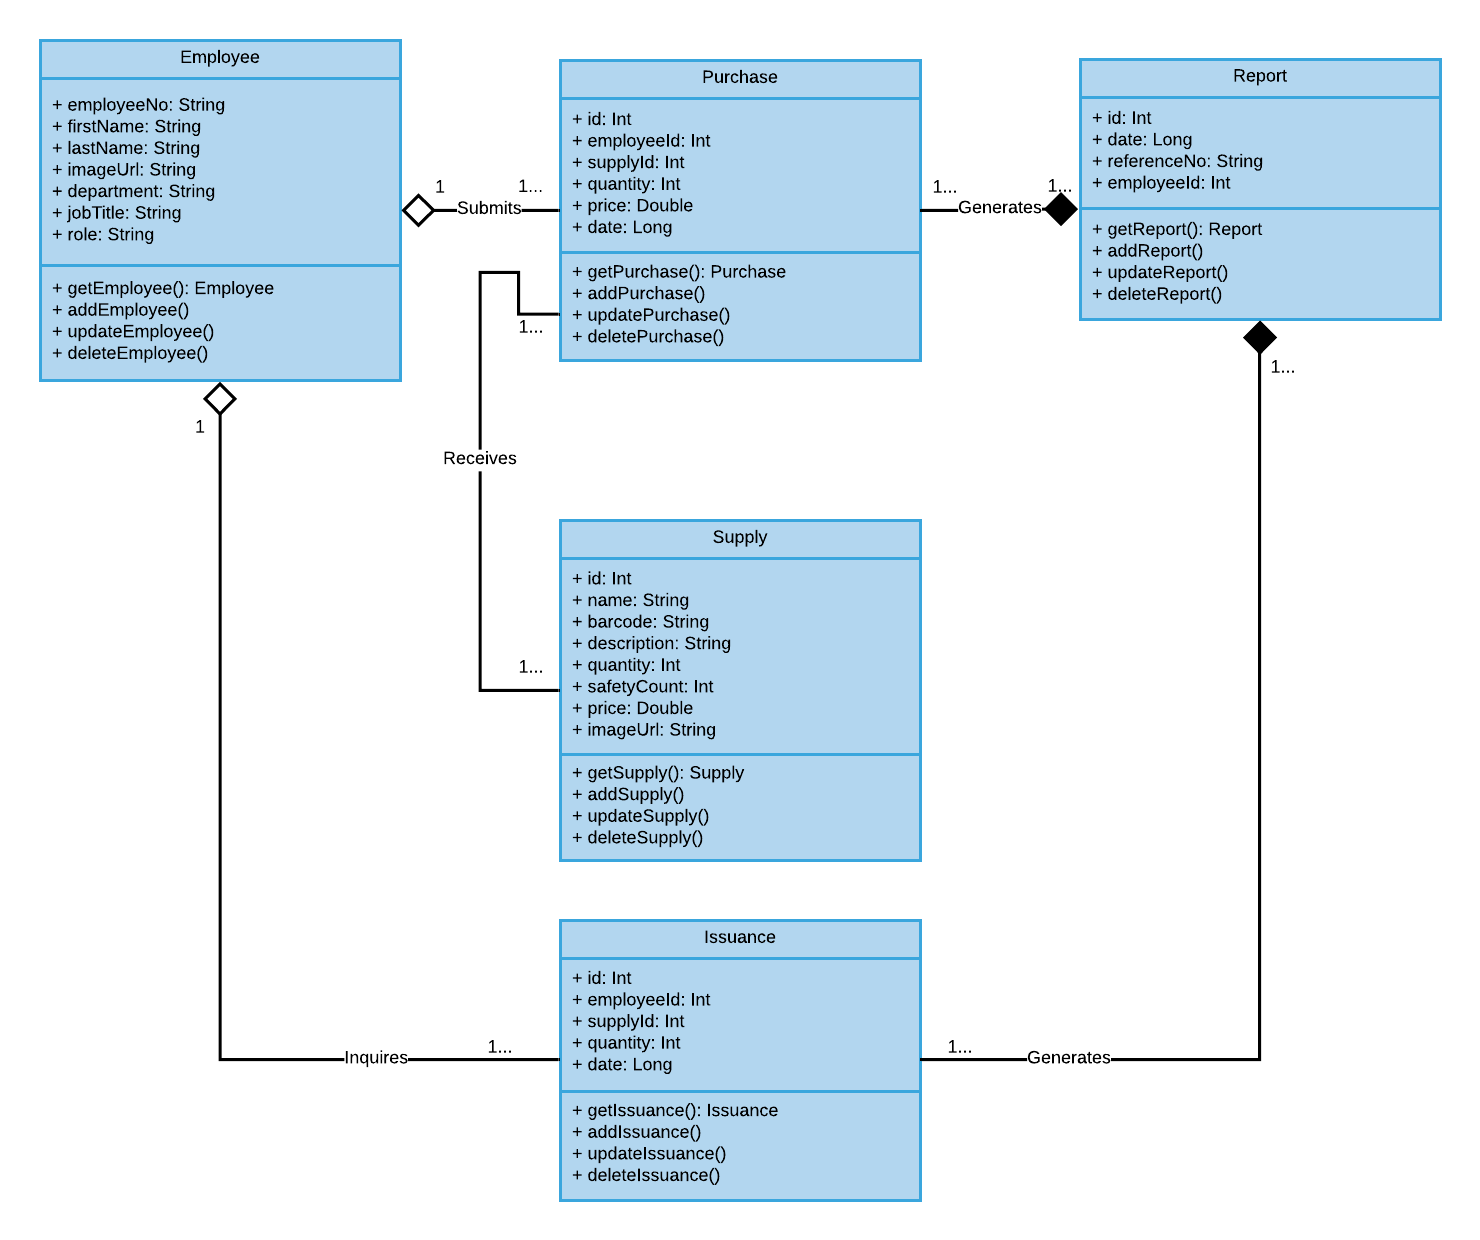 Employee
+ employeeNo: String
+ firstName: String
+ lastName: String
+ imageUrl: String
+ department: String
+ jobTitle: String
+ role: String
+ getEmployee(): Employee
+ addEmployee()
+ updateEmployee()
+ deleteEmployee()
1
Submits
1...
Purchase
+ id: Int
+ employeeId: Int
+ supplyId: Int
+ quantity: Int
+ price: Double
+ date: Long
+ getPurchase(): Purchase
+ addPurchase()
+ updatePurchase()
+ deletePurchase()
1...
Generates
1...
Report
+ id: Int
+ date: Long
+ referenceNo: String
+ employeeId: Int
+ getReport(): Report
+ addReport()
+ updateReport()
+ deleteReport()
1...
1...
1
Receives
1...
Supply
+ id: Int
+ name: String
+ barcode: String
+ description: String
+ quantity: Int
+ safetyCount: Int
+ price: Double
+ imageUrl: String
+ getSupply(): Supply
+ addSupply()
+ updateSupply()
+ deleteSupply()
Inquires
1...
Issuance
+ id: Int
+ employeeId: Int
+ supplyId: Int
+ quantity: Int
+ date: Long
+ getIssuance(): Issuance
+ addIssuance()
+ updateIssuance()
+ deleteIssuance()
1...
Generates